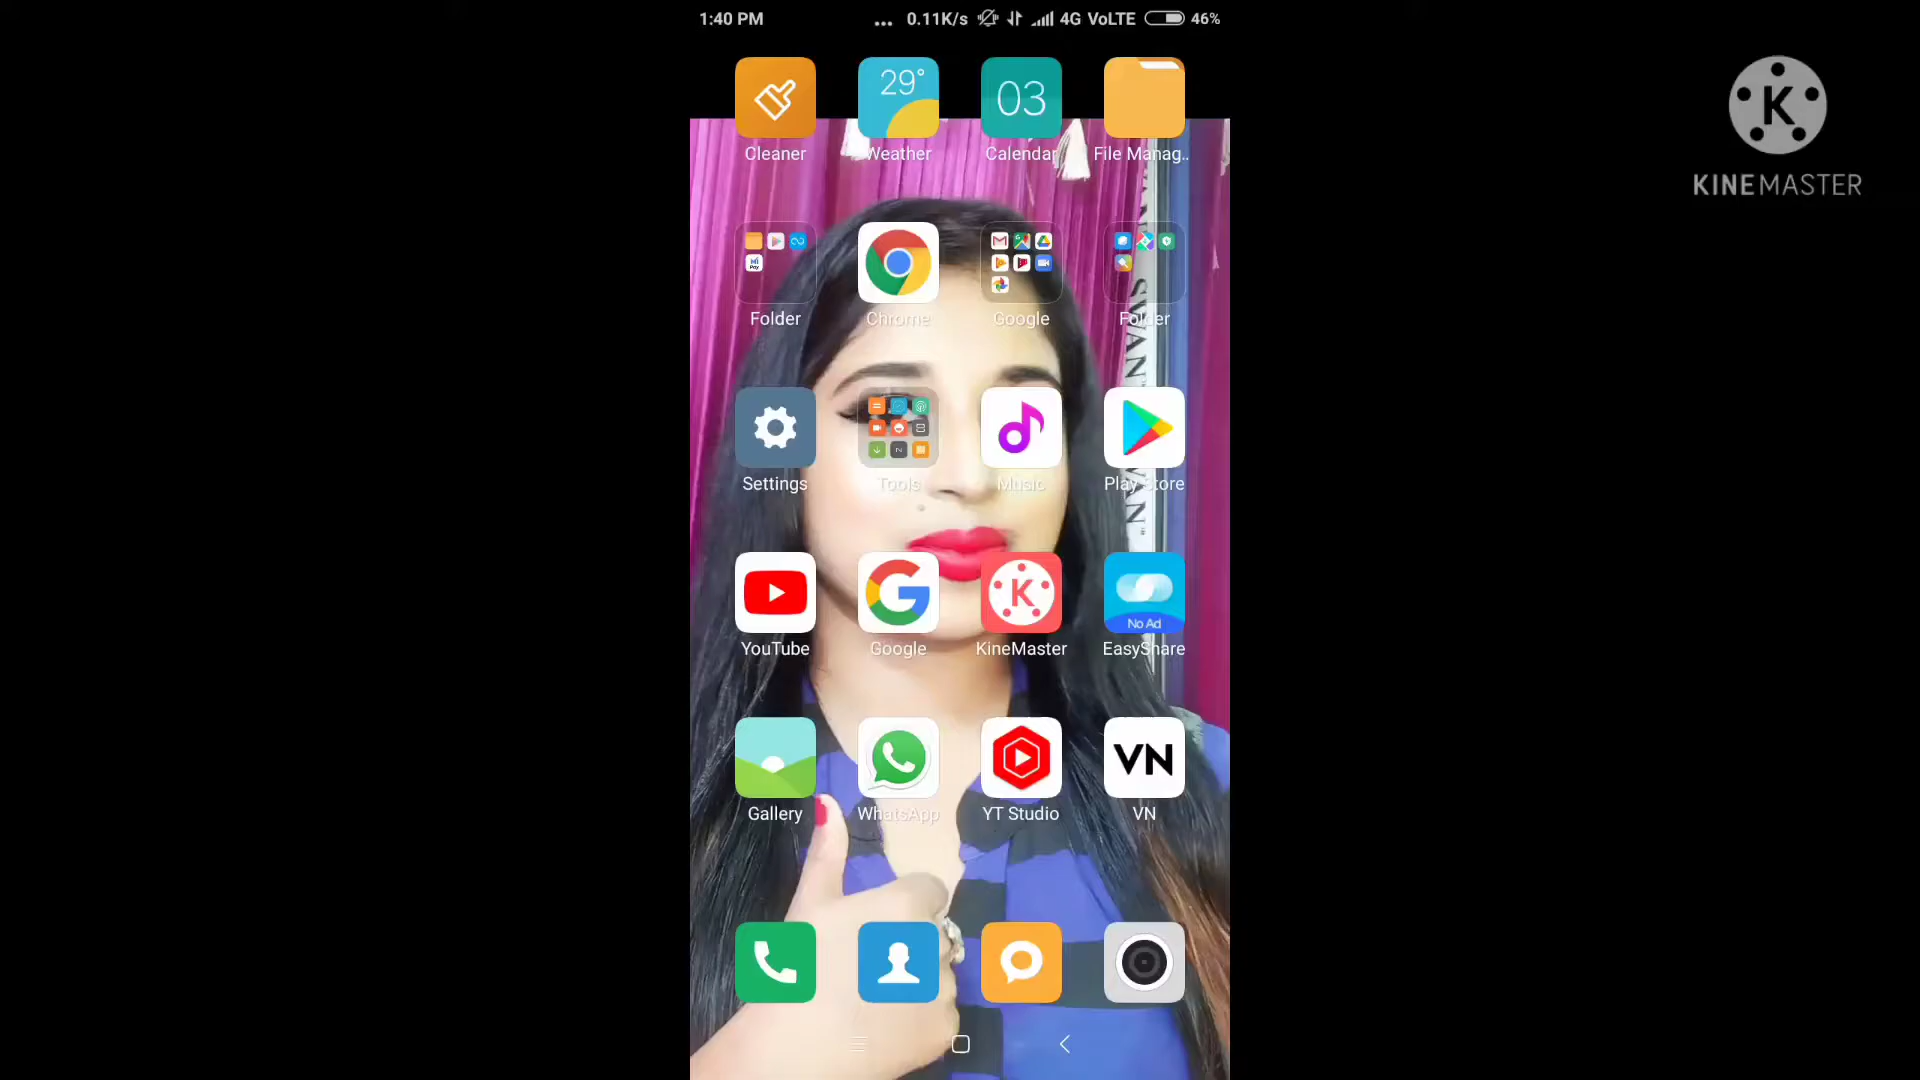 1:40 PM ... 0.11K/s 4G VoLTE 46%
29° 03
Cleaner Weather Calendar File Manag..
K
KINEMASTER
Folder Chrome Google Folder
SWAN
Settings Tools Music Play Store
No Ad
YouTube Google KineMaster EasyShare
VN
Gallery WhatsApp YT Studio VN